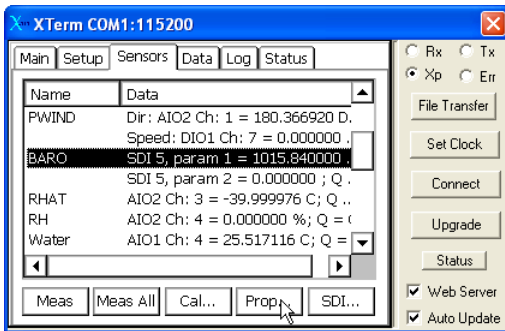 XTerm COM1:115200
Main Setup Sensors Data Log Status
Name Data
PWIND Dir: AIO2 Ch: 1 = 180.366920 D.
Speed: DIO1 Ch: 7 = 0.000000 .
BARO SDI 5, param 1 = 1015.840000 .
SDI 5, param 2 = 0.000000 ; Q .
RHAT AIO2 Ch: 3 = -39.999976 C; Q ..
RH AIO2 Ch: 4 = 0.000000 %; Q = (
Water AIO1 Ch: 4 = 25.517116 C; Q =
Meas Meas All Cal... Prop... SDI...
Rx Tx
Xp Err
File Transfer
Set Clock
Connect
Upgrade
Status
Web Server
Auto Update